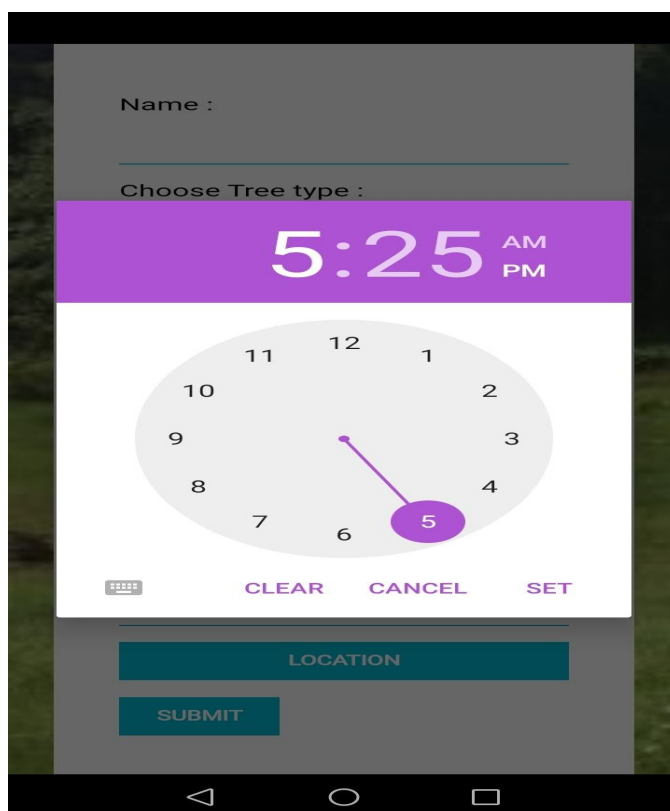 Name :
Choose Tree type :
5:25 AM
PM
12
11 1
10 2
9 3
8 4
7 5
6
CLEAR CANCEL SET
LOCATION
SUBMIT